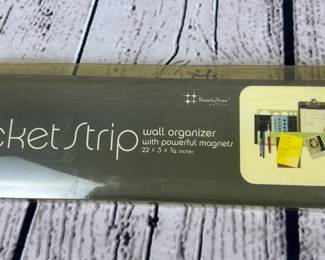 cket Strip
wall organizer
with powerful magnets
22 x 3 x ¾ inches